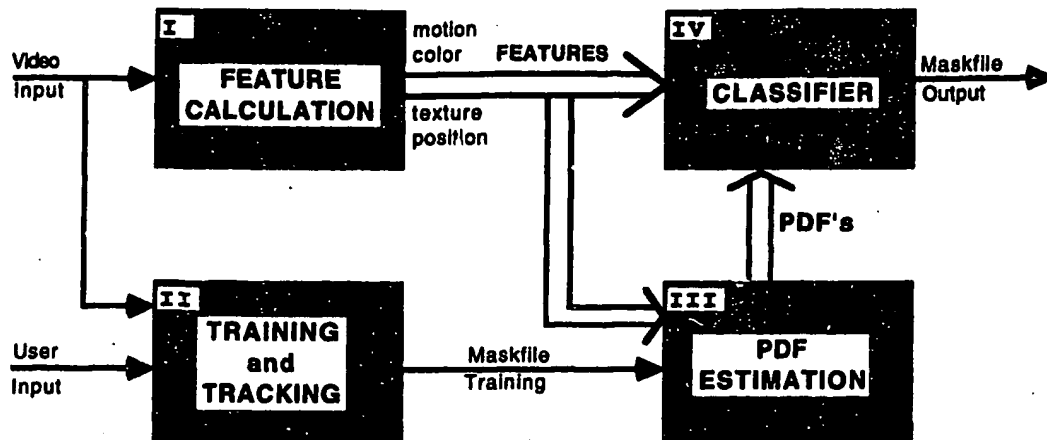 I
FEATURE
CALCULATION
Video
Input
motion
color
texture
position
FEATURES
IV
CLASSIFIER
Maskfile
Output
PDF's
II
TRAINING
and
TRACKING
User
Input
Maskfile
Training
III
PDF
ESTIMATION